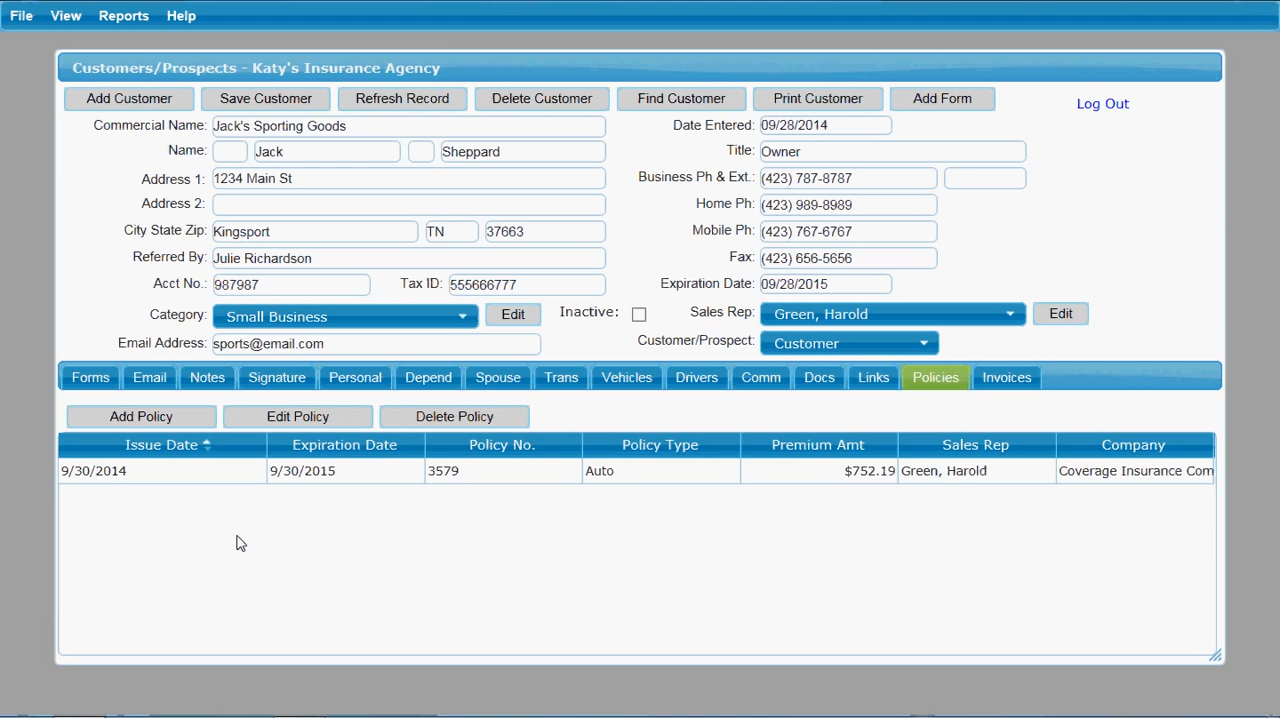 File View Reports Help
Customers/Prospects - Katy's Insurance Agency
Add Customer Save Customer Refresh Record Delete Customer Find Customer Print Customer Add Form Log Out
Commercial Name: Jack's Sporting Goods Date Entered: 09/28/2014
Name: Jack Sheppard Title: Owner
Address 1: 1234 Main St Business Ph & Ext.: (423) 787-8787
Address 2: Home Ph: (423) 989-8989
City State Zip: Kingsport TN 37663 Mobile Ph: (423) 767-6767
Referred By: Julie Richardson Fax: (423) 656-5656
Acct No.: 987987 Tax ID: 555666777 Expiration Date: 09/28/2015
Category: Small Business Edit Inactive: Sales Rep: Green, Harold Edit
Email Address: sports@email.com Customer/Prospect: Customer
Forms Email Notes Signature Personal Depend Spouse Trans Vehicles Drivers Comm Docs Links Policies Invoices
Add Policy Edit Policy Delete Policy
Issue Date Expiration Date Policy No. Policy Type Premium Amt Sales Rep Company
9/30/2014 9/30/2015 3579 Auto $752.19 Green, Harold Coverage Insurance Com